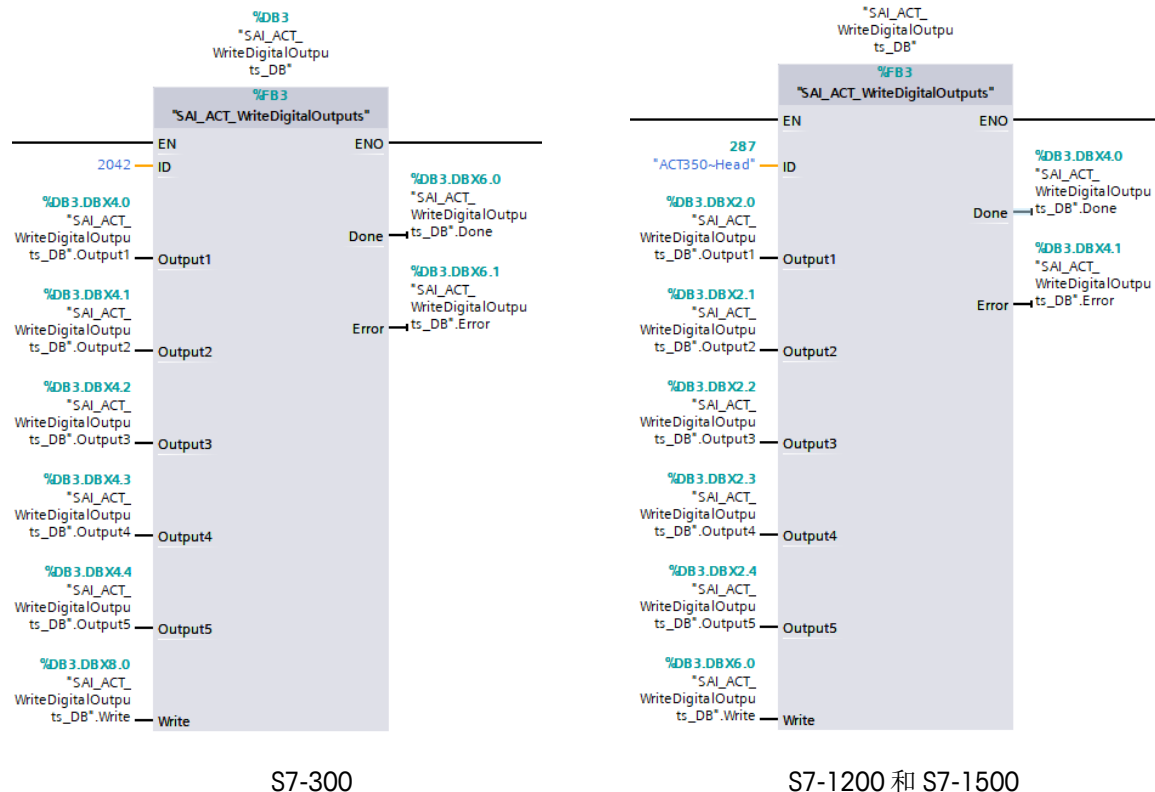 %DB3
"SAI_ACT_
WriteDigitalOutpu
ts_DB"
%FB3
"SAI_ACT_WriteDigitalOutputs"
EN
ENO
2042
ID
%DB3.DBX4.0
"SAI_ACT_
WriteDigitalOutpu
ts_DB".Output1
Output1
%DB3.DBX4.1
"SAI_ACT_
WriteDigitalOutpu
ts_DB".Output2
Output2
%DB3.DBX4.2
"SAI_ACT_
WriteDigitalOutpu
ts_DB".Output3
Output3
%DB3.DBX4.3
"SAI_ACT_
WriteDigitalOutpu
ts_DB".Output4
Output4
%DB3.DBX4.4
"SAI_ACT_
WriteDigitalOutpu
ts_DB".Output5
Output5
%DB3.DBX8.0
"SAI_ACT_
WriteDigitalOutpu
ts_DB".Write
Write
%DB3.DBX6.0
"SAI_ACT_
WriteDigitalOutpu
ts_DB".Done
Done
%DB3.DBX6.1
"SAI_ACT_
WriteDigitalOutpu
ts_DB".Error
Error
S7-300
"SAI_ACT_
WriteDigitalOutpu
ts_DB"
%FB3
"SAI_ACT_WriteDigitalOutputs"
EN
ENO
287
"ACT350~Head"
ID
%DB3.DBX2.0
"SAI_ACT_
WriteDigitalOutpu
ts_DB".Output1
Output1
%DB3.DBX2.1
"SAI_ACT_
WriteDigitalOutpu
ts_DB".Output2
Output2
%DB3.DBX2.2
"SAI_ACT_
WriteDigitalOutpu
ts_DB".Output3
Output3
%DB3.DBX2.3
"SAI_ACT_
WriteDigitalOutpu
ts_DB".Output4
Output4
%DB3.DBX2.4
"SAI_ACT_
WriteDigitalOutpu
ts_DB".Output5
Output5
%DB3.DBX6.0
"SAI_ACT_
WriteDigitalOutpu
ts_DB".Write
Write
%DB3.DBX4.0
"SAI_ACT_
WriteDigitalOutpu
ts_DB".Done
Done
%DB3.DBX4.1
"SAI_ACT_
WriteDigitalOutpu
ts_DB".Error
Error
S7-1200 和 S7-1500